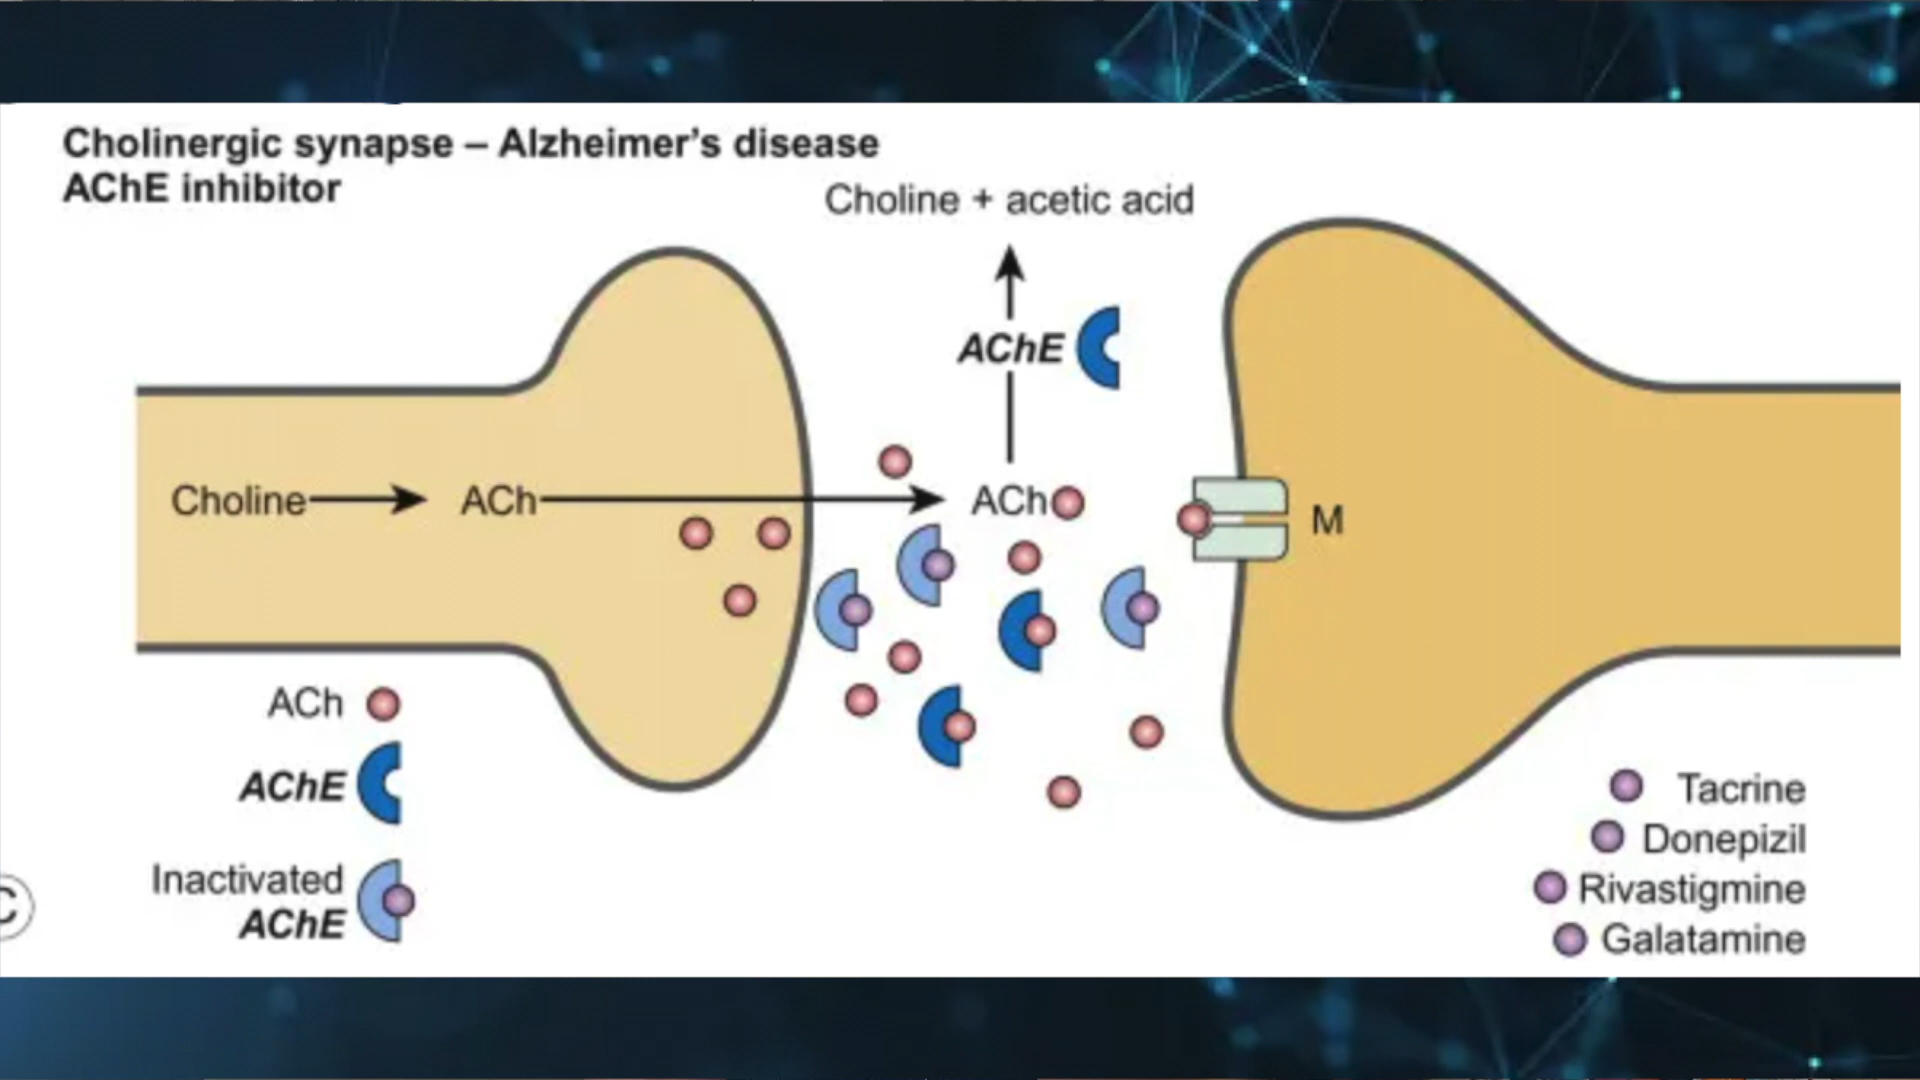 Cholinergic synapse – Alzheimer's disease
AChE inhibitor
Choline + acetic acid
AChE
Choline
ACh
ACh
M
ACh
AChE
Inactivated
AChE
C
Tacrine
Donepizil
Rivastigmine
Galatamine